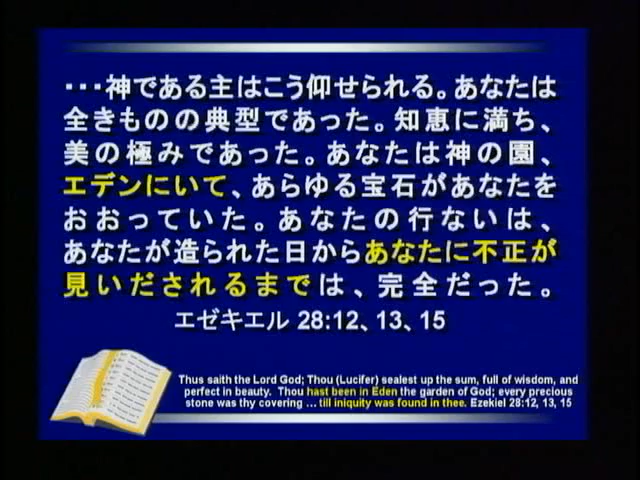 ・・・神である主はこう仰せられる。あなたは
全きものの典型であった。知恵に満ち、
美の極みであった。あなたは神の園、
エデンにいて、あらゆる宝石があなたを
おおっていた。あなたの行ないは、
あなたが造られた日からあなたに不正が
見いだされるまでは、完全だった。
エゼキエル 28:12、13、15
Thus saith the Lord God; Thou (Lucifer) sealest up the sum, full of wisdom, and
perfect in beauty. Thou hast been in Eden the garden of God; every precious
stone was thy covering ... till iniquity was found in thee. Ezekiel 28:12, 13, 15